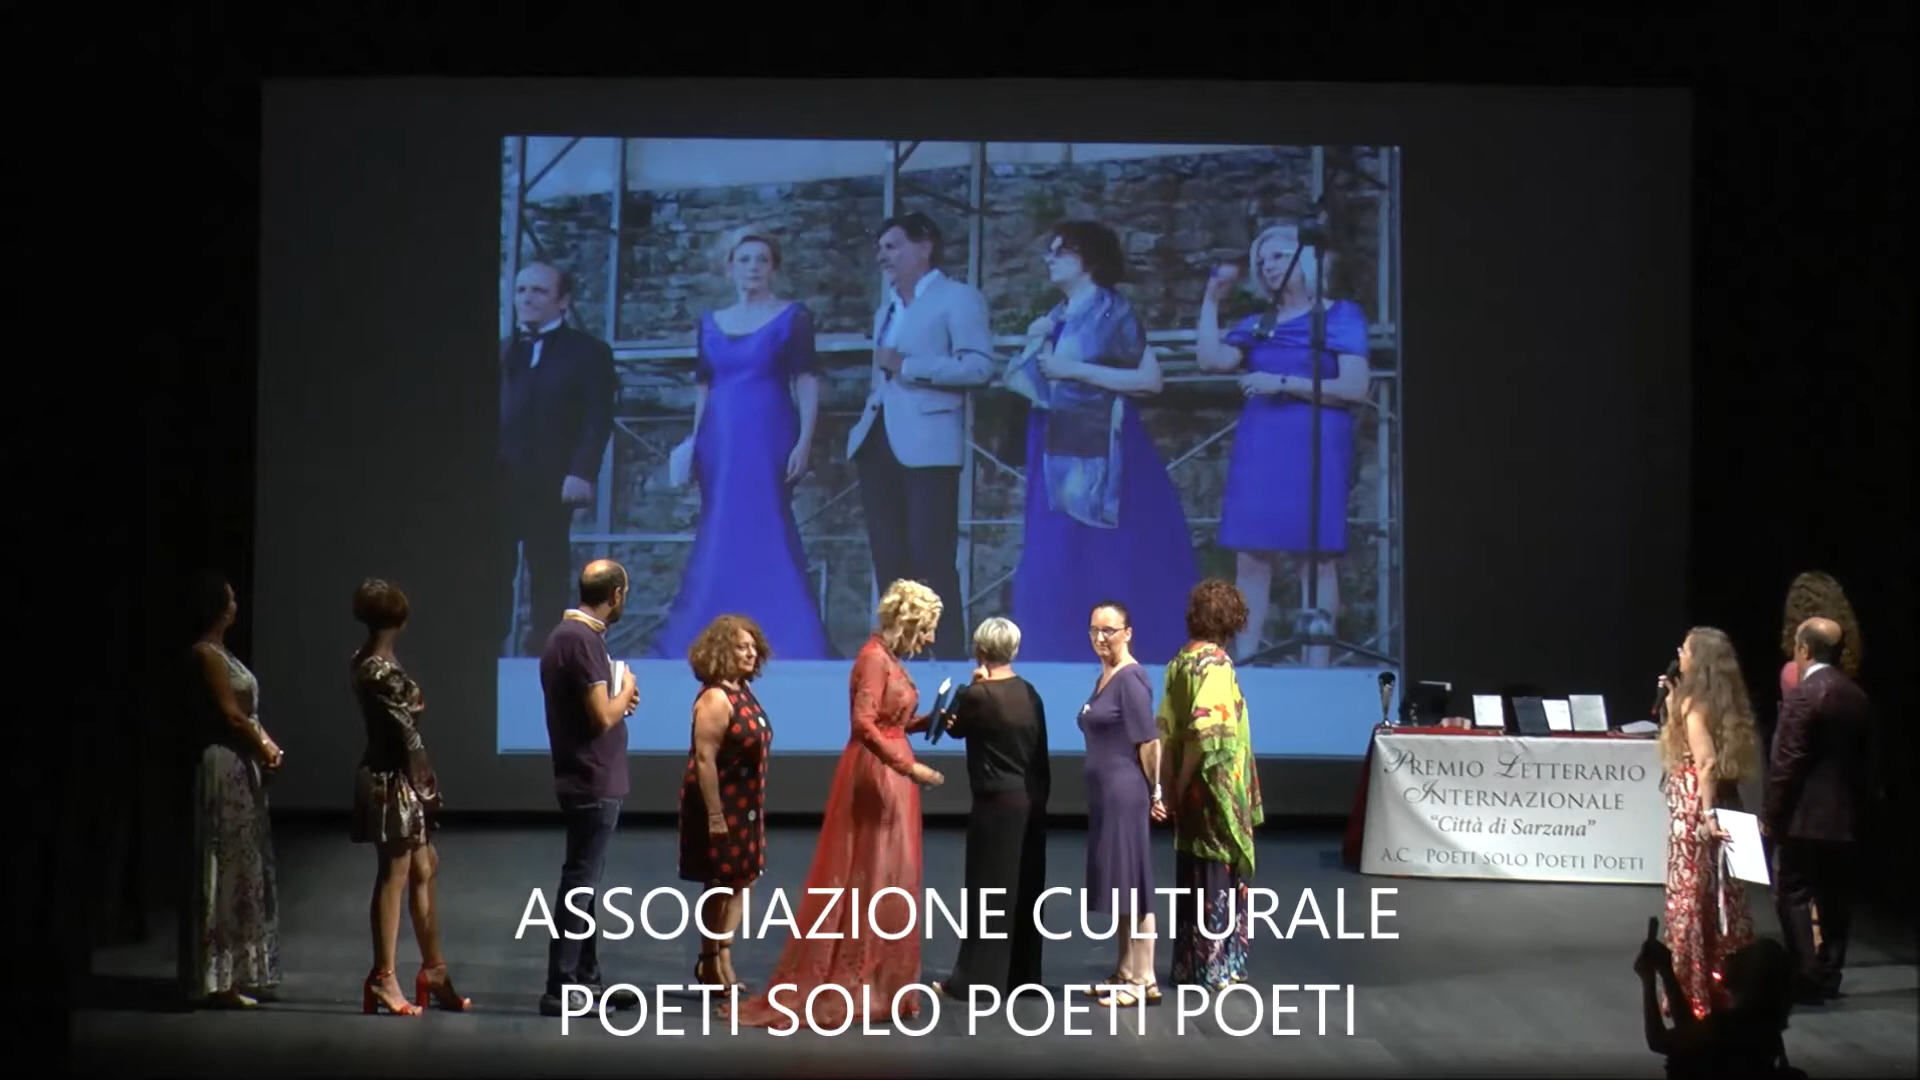 PREMIO LETTERARIO
INTERNAZIONALE
"Città di Sarzana"
A.C. POETI SOLO POETI POETI
ASSOCIAZIONE CULTURALE
POETI SOLO POETI POETI